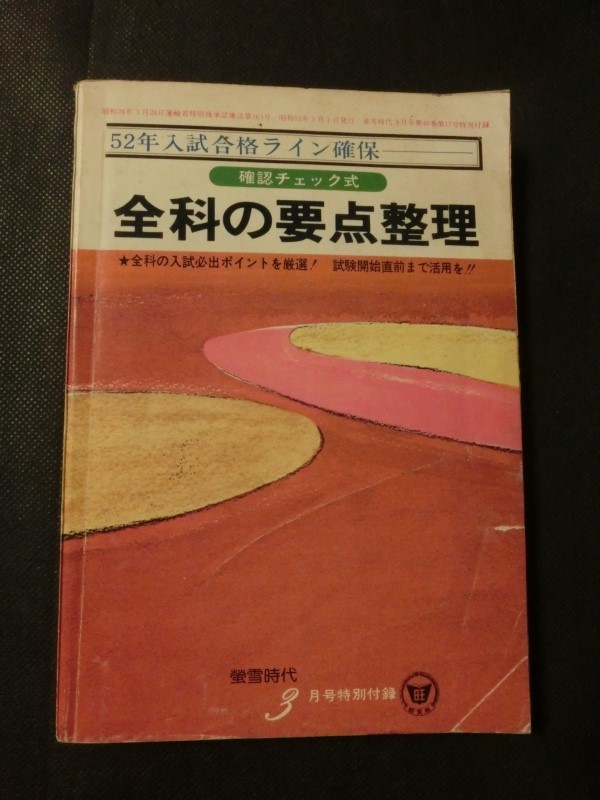 52年入試合格ライン確保
確認チェック式
全科の要点整理
★全科の入試必出ポイントを厳選! 試験開始直前まで活用を!!
螢雪時代
3月号特別付録
旺